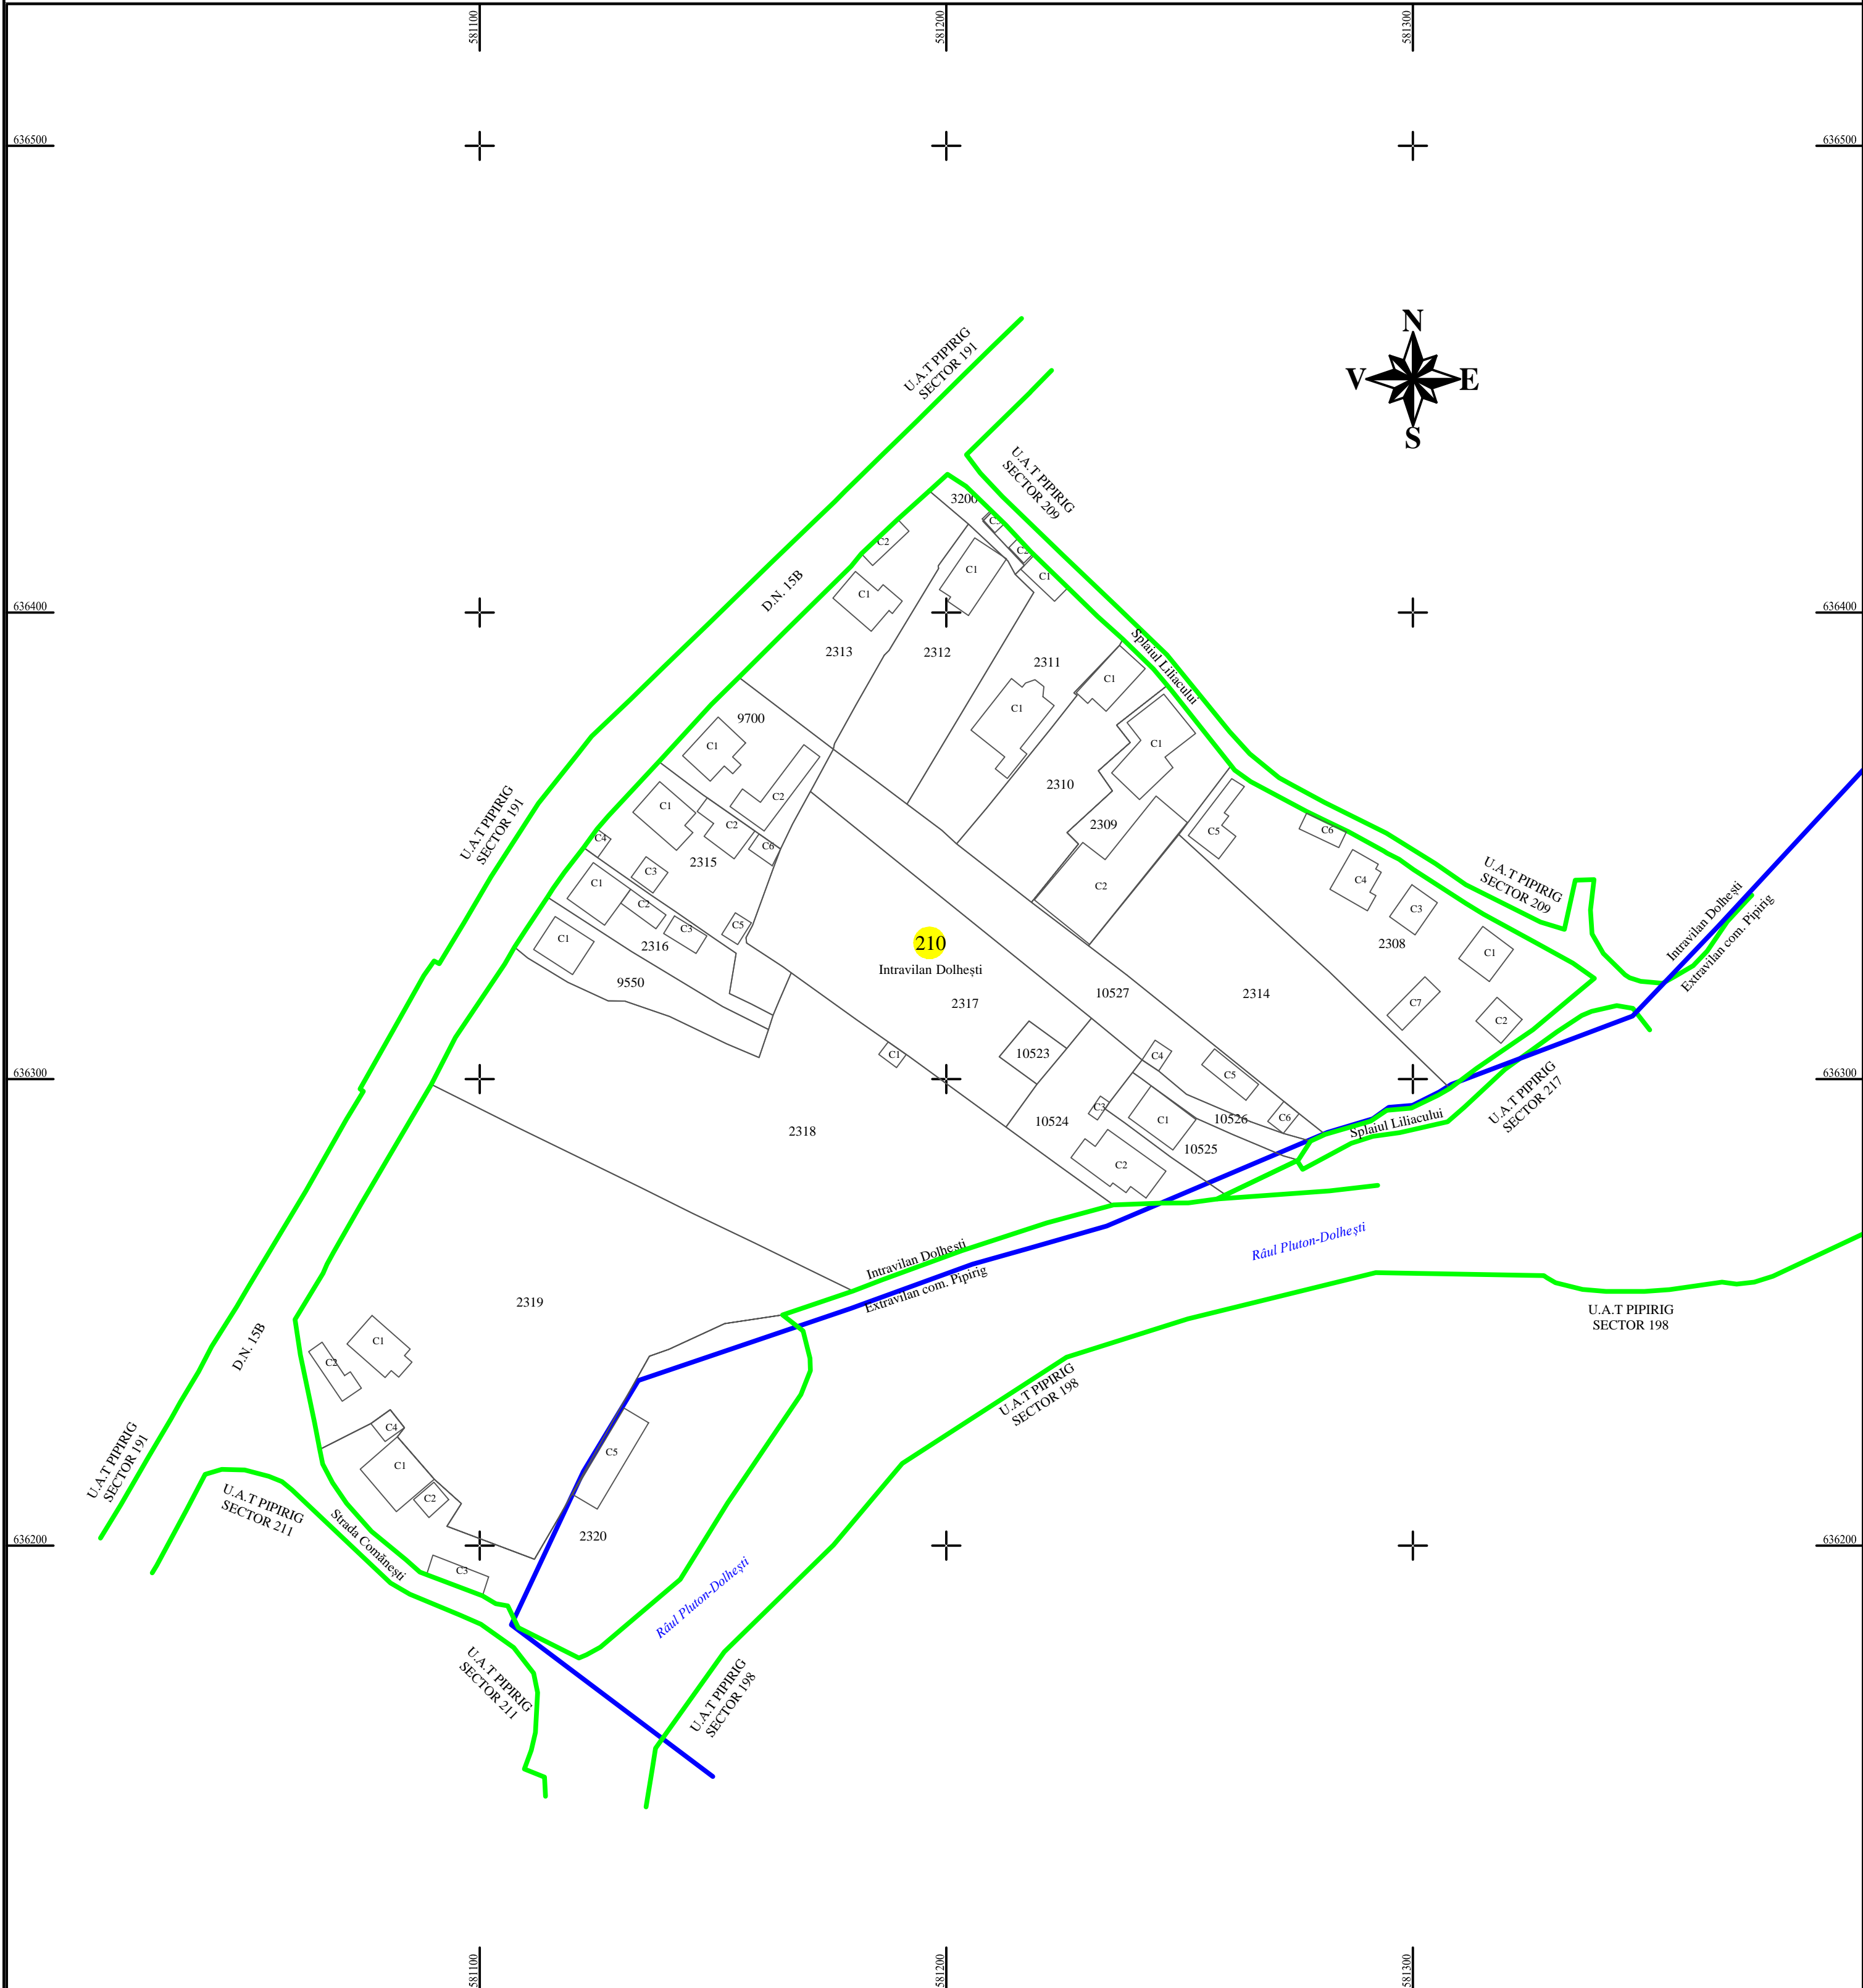 581100
581200
581300
636500
636500
N
V
E
S
U.A.T PIPIRIG
SECTOR 191
U.A.T PIPIRIG
SECTOR 209
3200
C2
C2
C1
C1
D.N. 15B
C1
636400
636400
2313
2312
2311
Splaiul Liliacului
C1
C1
9700
C1
C1
2310
C2
C1
2309
C2
C5
C6
C4
C6
2315
U.A.T PIPIRIG
SECTOR 191
C3
C4
C1
C2
C2
C3
U.A.T PIPIRIG
SECTOR 209
C3
C5
C1
2316
210
Intravilan Dolhești
2308
C1
Intravilan Dolhești
Extravilan com. Pipirig
9550
2317
10527
2314
C7
C2
C1
10523
C4
C5
636300
636300
C3
10524
C1
10526
C6
U.A.T PIPIRIG
SECTOR 217
Splaiul Liliacului
2318
10525
C2
Râul Pluton-Dolhești
Intravilan Dolhești
Extravilan com. Pipirig
2319
U.A.T PIPIRIG
SECTOR 198
D.N. 15B
C1
C2
U.A.T PIPIRIG
SECTOR 198
C4
C5
C1
C2
U.A.T PIPIRIG
SECTOR 191
U.A.T PIPIRIG
SECTOR 211
2320
Strada Comănești
636200
636200
C3
Râul Pluton-Dolhești
U.A.T PIPIRIG
SECTOR 211
U.A.T PIPIRIG
SECTOR 198
581100
581200
581300